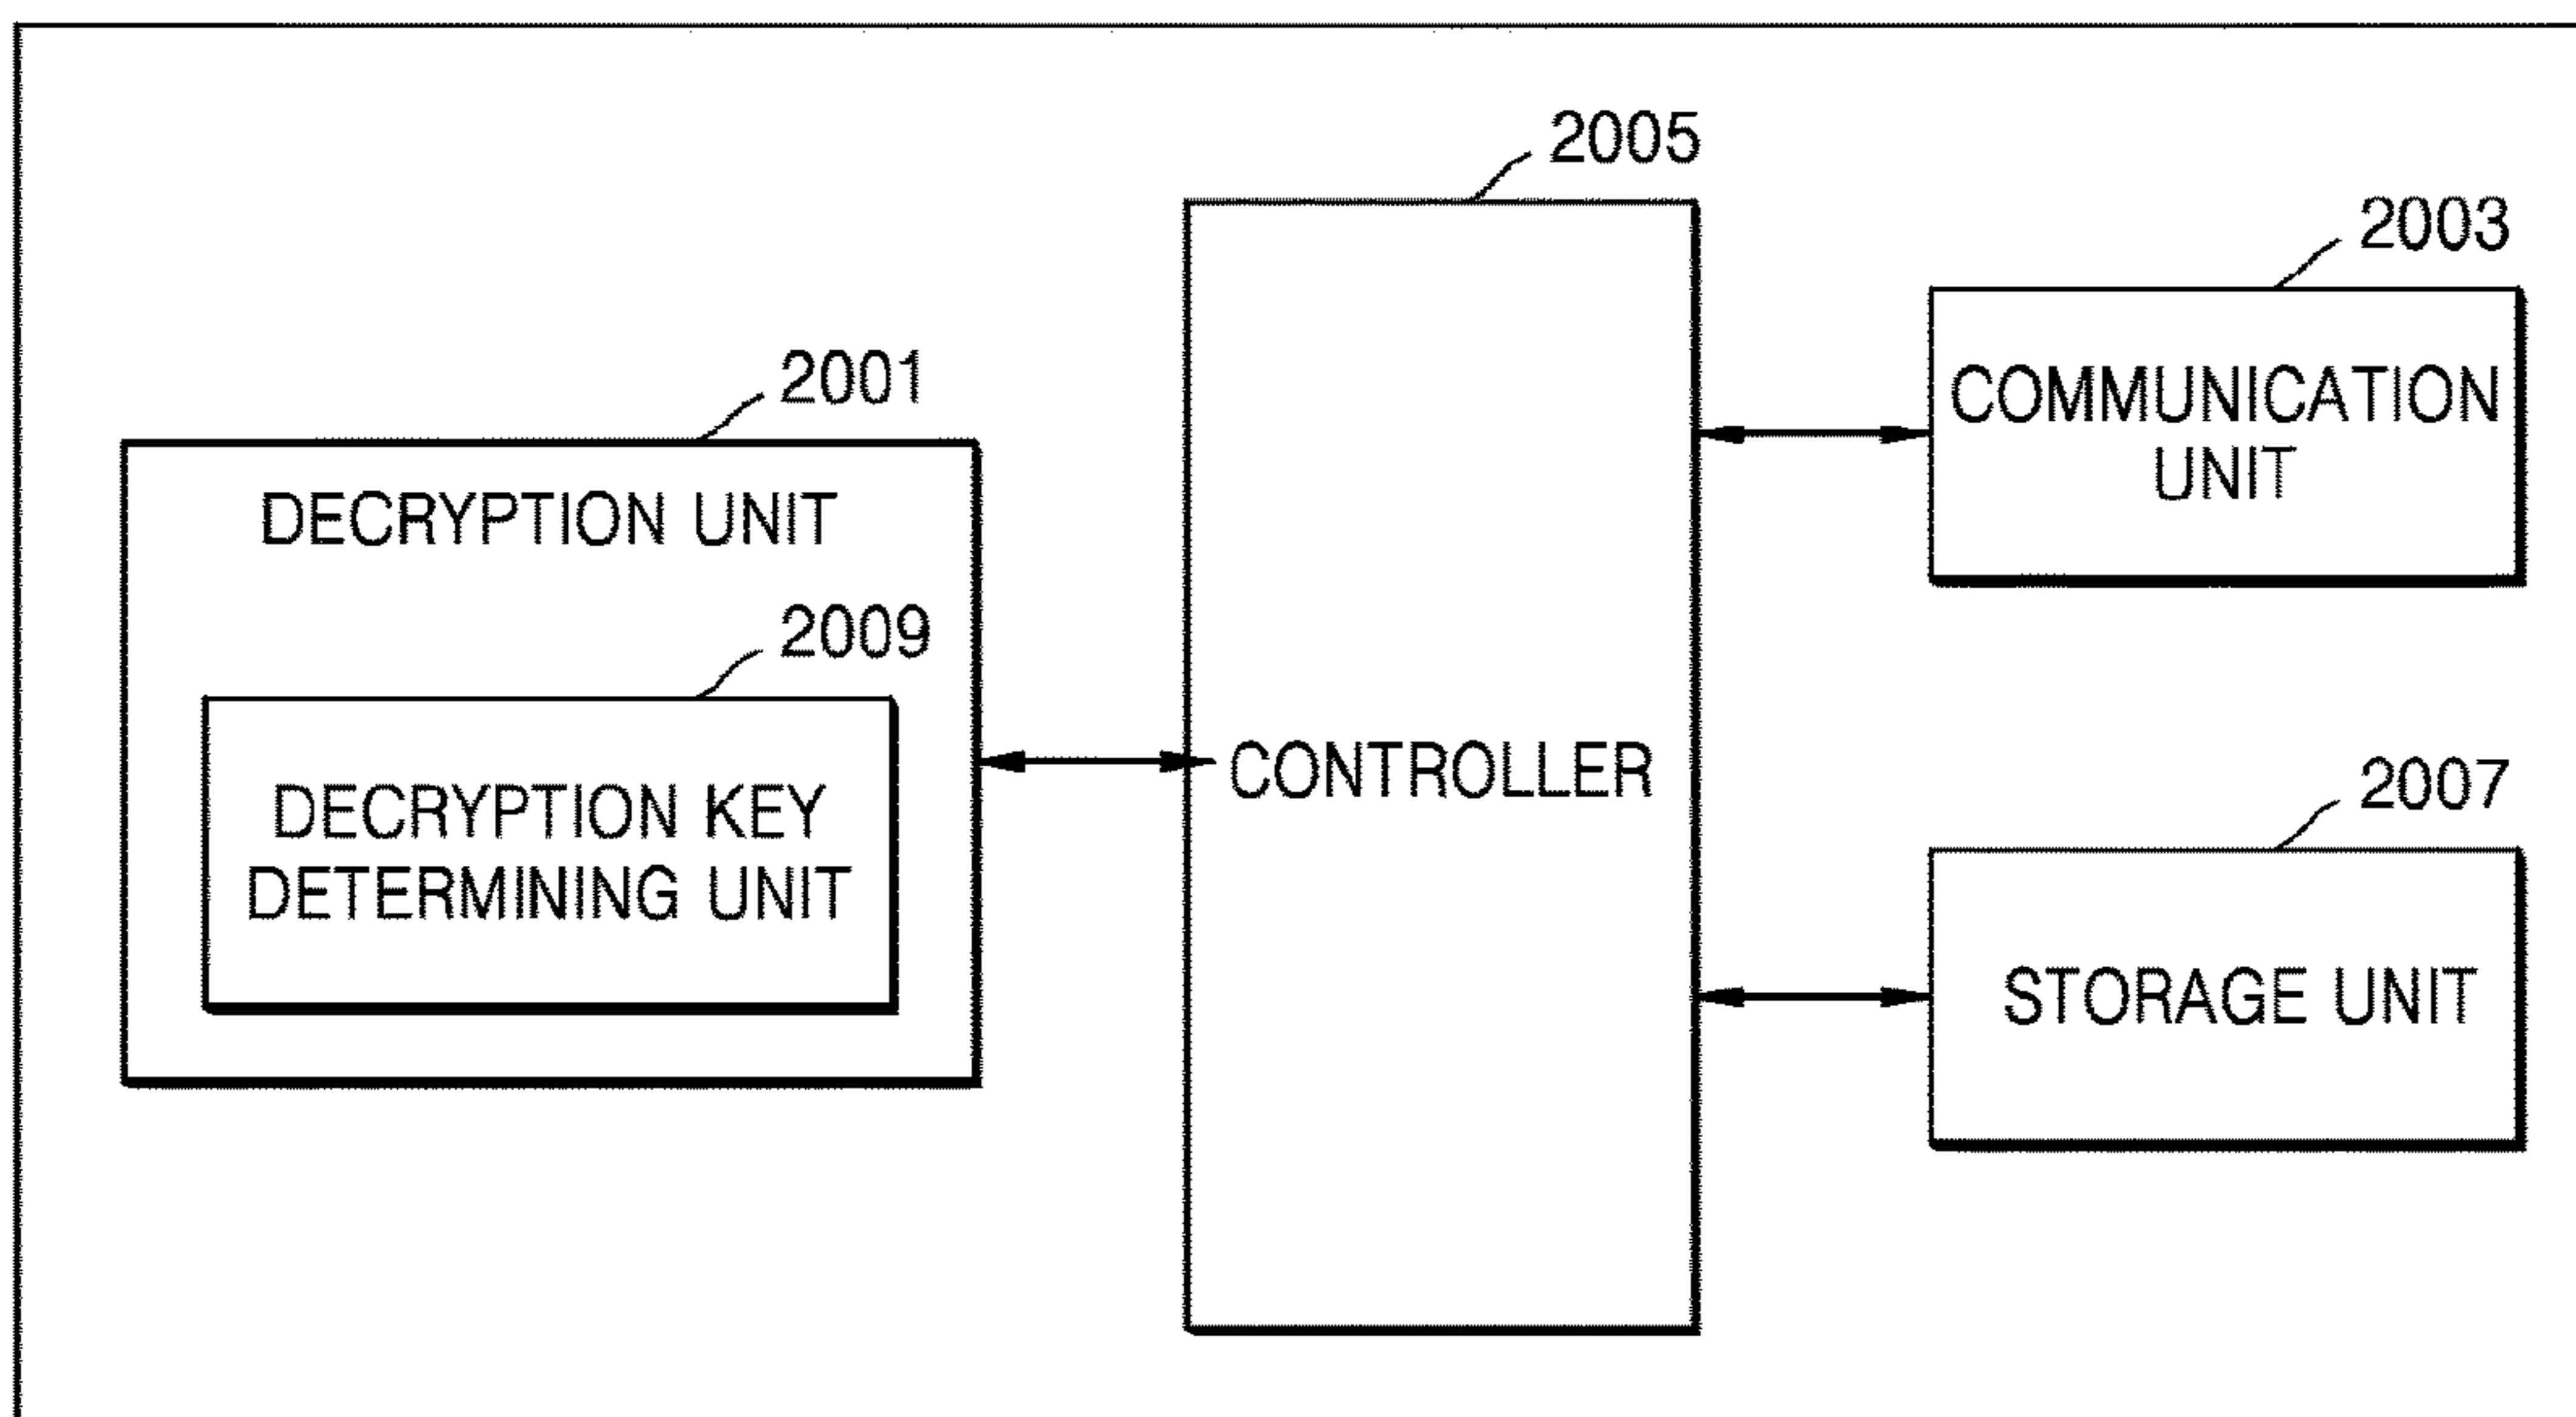 2005
2003
COMMUNICATION
UNIT
2001
DECRYPTION UNIT
2009
DECRYPTION KEY
DETERMINING UNIT
CONTROLLER
2007
STORAGE UNIT